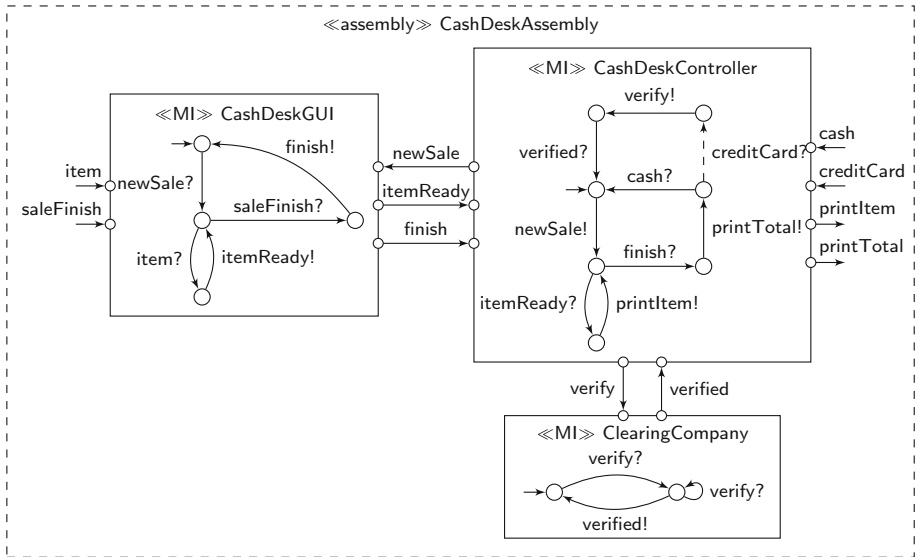 ≪assembly≫ CashDeskAssembly
≪MI≫ CashDeskGUI
item
saleFinish
newSale?
finish!
saleFinish?
item?
itemReady!
newSale
itemReady
finish
≪MI≫ CashDeskController
verify!
verified?
creditCard?
cash?
newSale!
printTotal!
finish?
itemReady?
printItem!
cash
creditCard
printItem
printTotal
verify
verified
≪MI≫ ClearingCompany
verify?
verify?
verified!